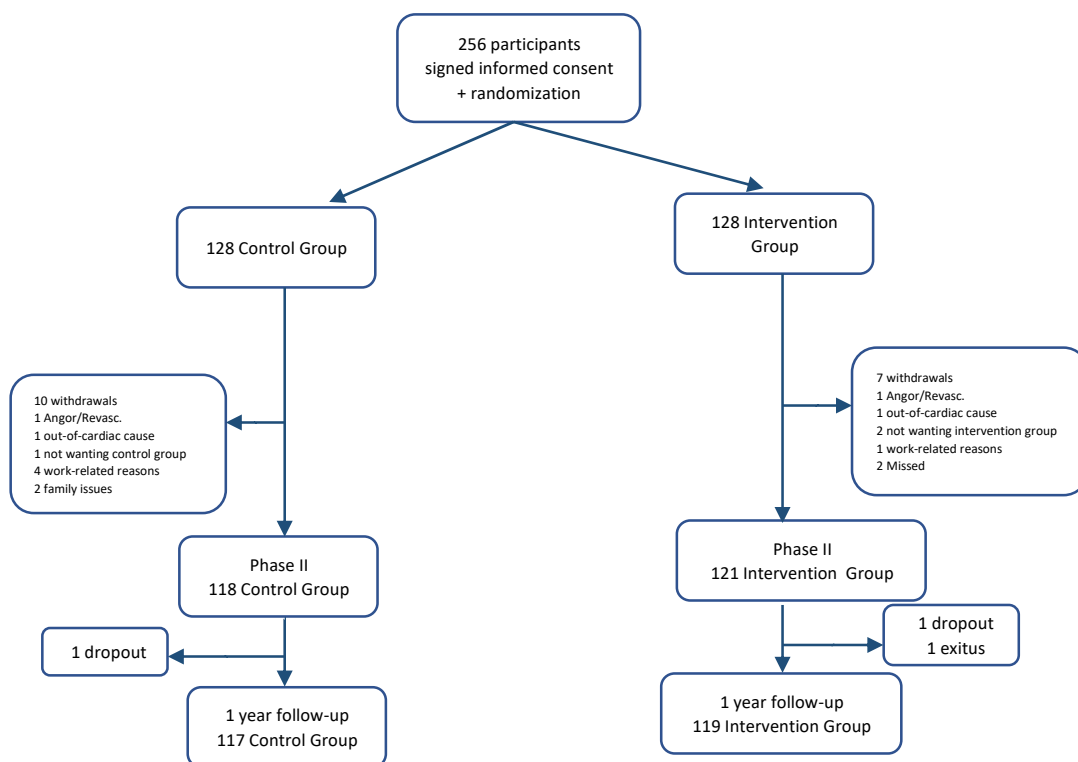 256 participants
signed informed consent
+ randomization
128 Control Group
128 Intervention
Group
10 withdrawals
1 Angor/Revasc.
1 out-of-cardiac cause
1 not wanting control group
4 work-related reasons
2 family issues
7 withdrawals
1 Angor/Revasc.
1 out-of-cardiac cause
2 not wanting intervention group
1 work-related reasons
2 Missed
Phase II
118 Control Group
Phase II
121 Intervention Group
1 dropout
1 dropout
1 exitus
1 year follow-up
117 Control Group
1 year follow-up
119 Intervention Group